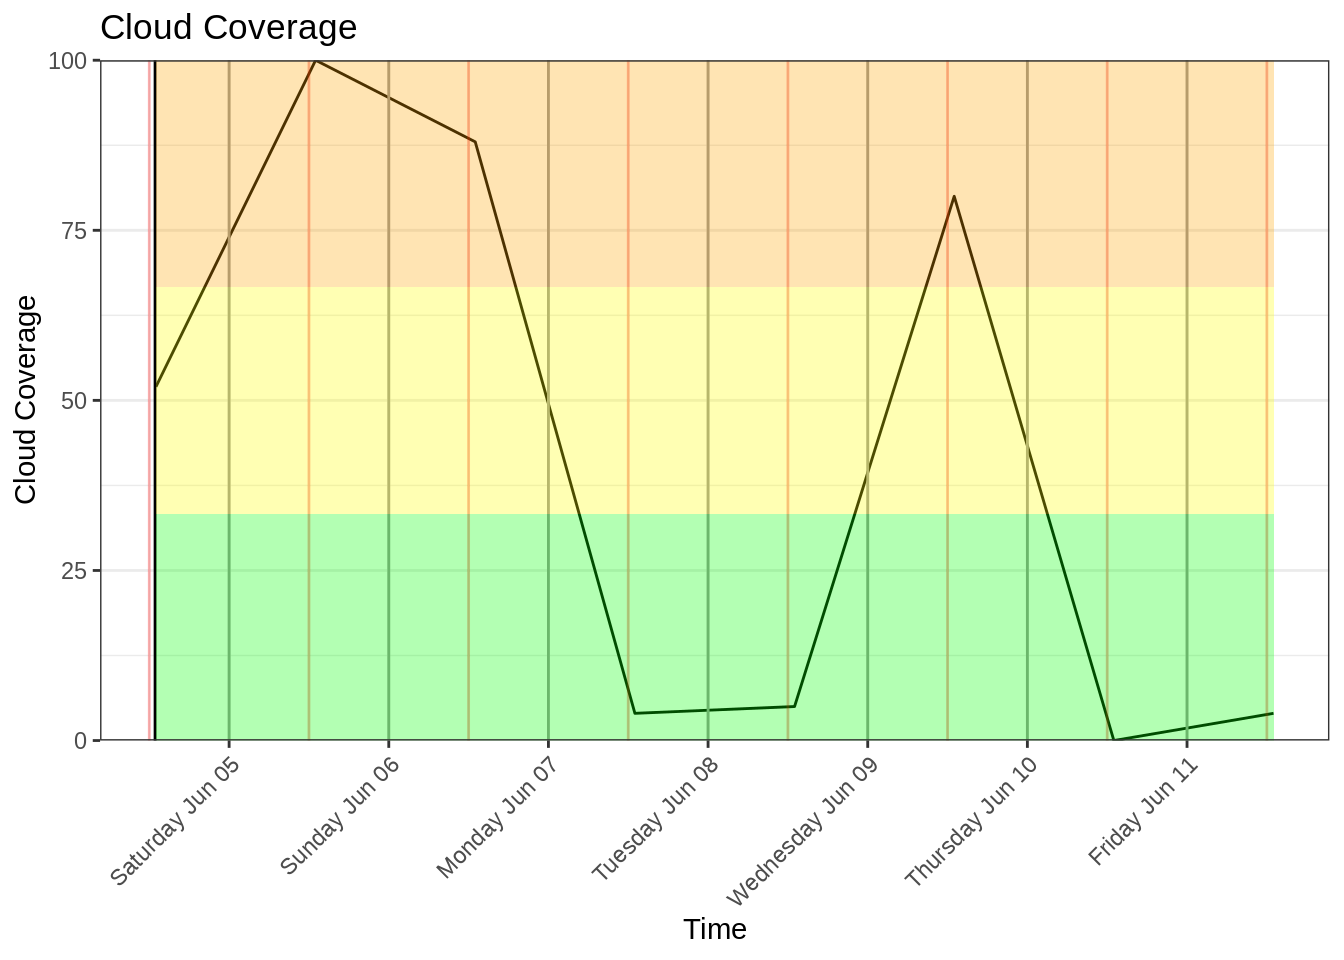 Cloud Coverage
100
75
50
25
0
Cloud Coverage
Saturday Jun 05
Sunday Jun 06
Monday Jun 07
Tuesday Jun 08
Wednesday Jun 09
Thursday Jun 10
Friday Jun 11
Time